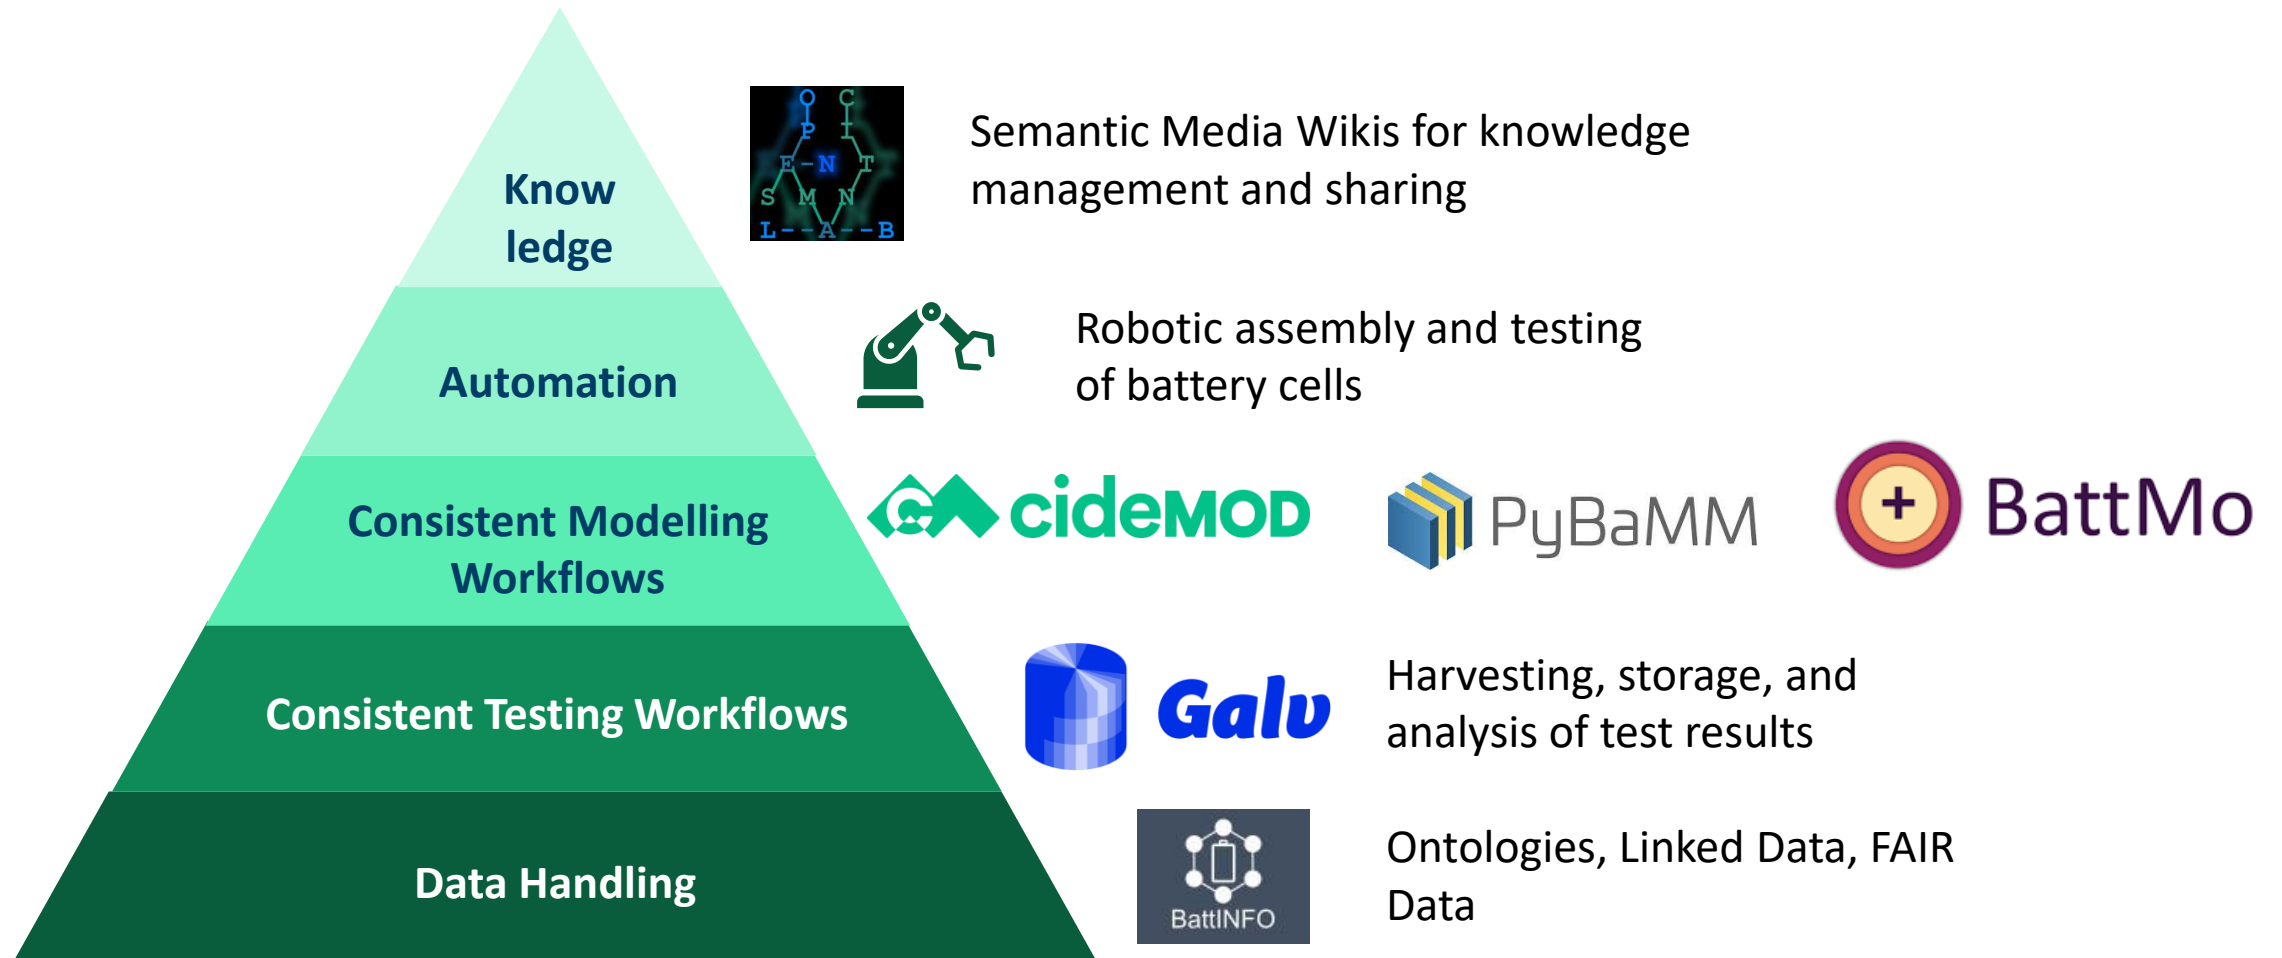 Know
ledge
O C
P I
E - N T
S M N
L - - A - - B
Semantic Media Wikis for knowledge
management and sharing
Automation
Robotic assembly and testing
of battery cells
Consistent Modelling
Workflows
cideMOD
PyBaMM
+ BattMo
Consistent Testing Workflows
Galv
Harvesting, storage, and
analysis of test results
Data Handling
BattINFO
Ontologies, Linked Data, FAIR
Data